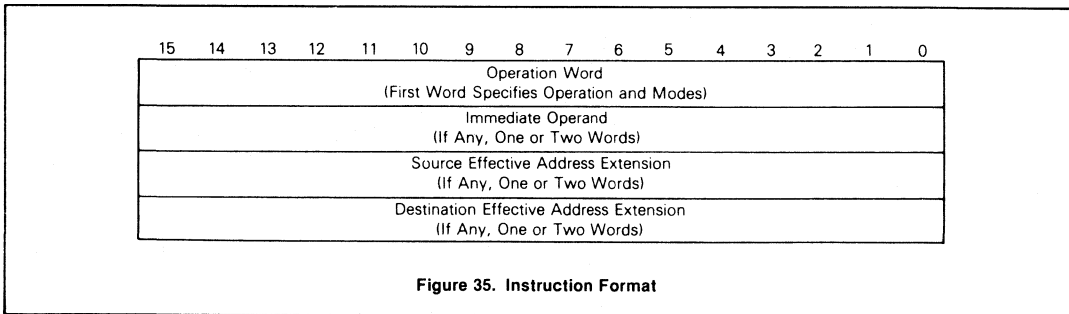 15 14 13 12 11 10 9 8 7 6 5 4 3 2 1 0
Operation Word
(First Word Specifies Operation and Modes)
Immediate Operand
(If Any, One or Two Words)
Source Effective Address Extension
(If Any, One or Two Words)
Destination Effective Address Extension
(If Any, One or Two Words)
Figure 35. Instruction Format